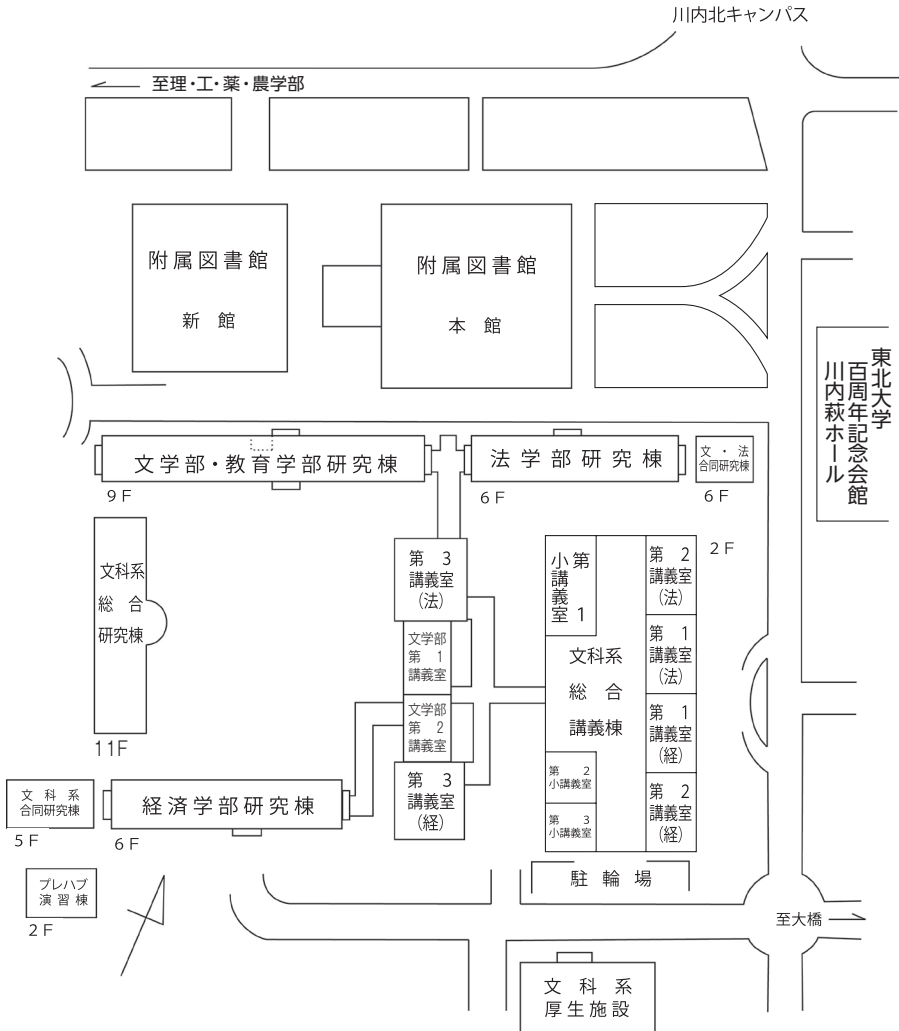 川内北キャンパス
至理・工・薬・農学部
附属図書館
新 館
附属図書館
本 館
東北大学
百周年記念会館
川内萩ホール
文学部・教育学部研究棟
9F
法学部研究棟
6F
文・法
合同研究棟
6F
文科系
総 合
研究棟
11F
第 3
講義室
(法)
文学部
第 1
講義室
文学部
第 2
講義室
第 3
講義室
(経)
2F
第1
小講義室
文科系
総 合
講義棟
第 2
小講義室
第 3
小講義室
第 2
講義室
(法)
第 1
講義室
(法)
第 1
講義室
(経)
第 2
講義室
(経)
文科系
合同研究棟
5F
経済学部研究棟
6F
プレハブ
演習棟
2F
駐輪場
至大橋
文科系
厚生施設